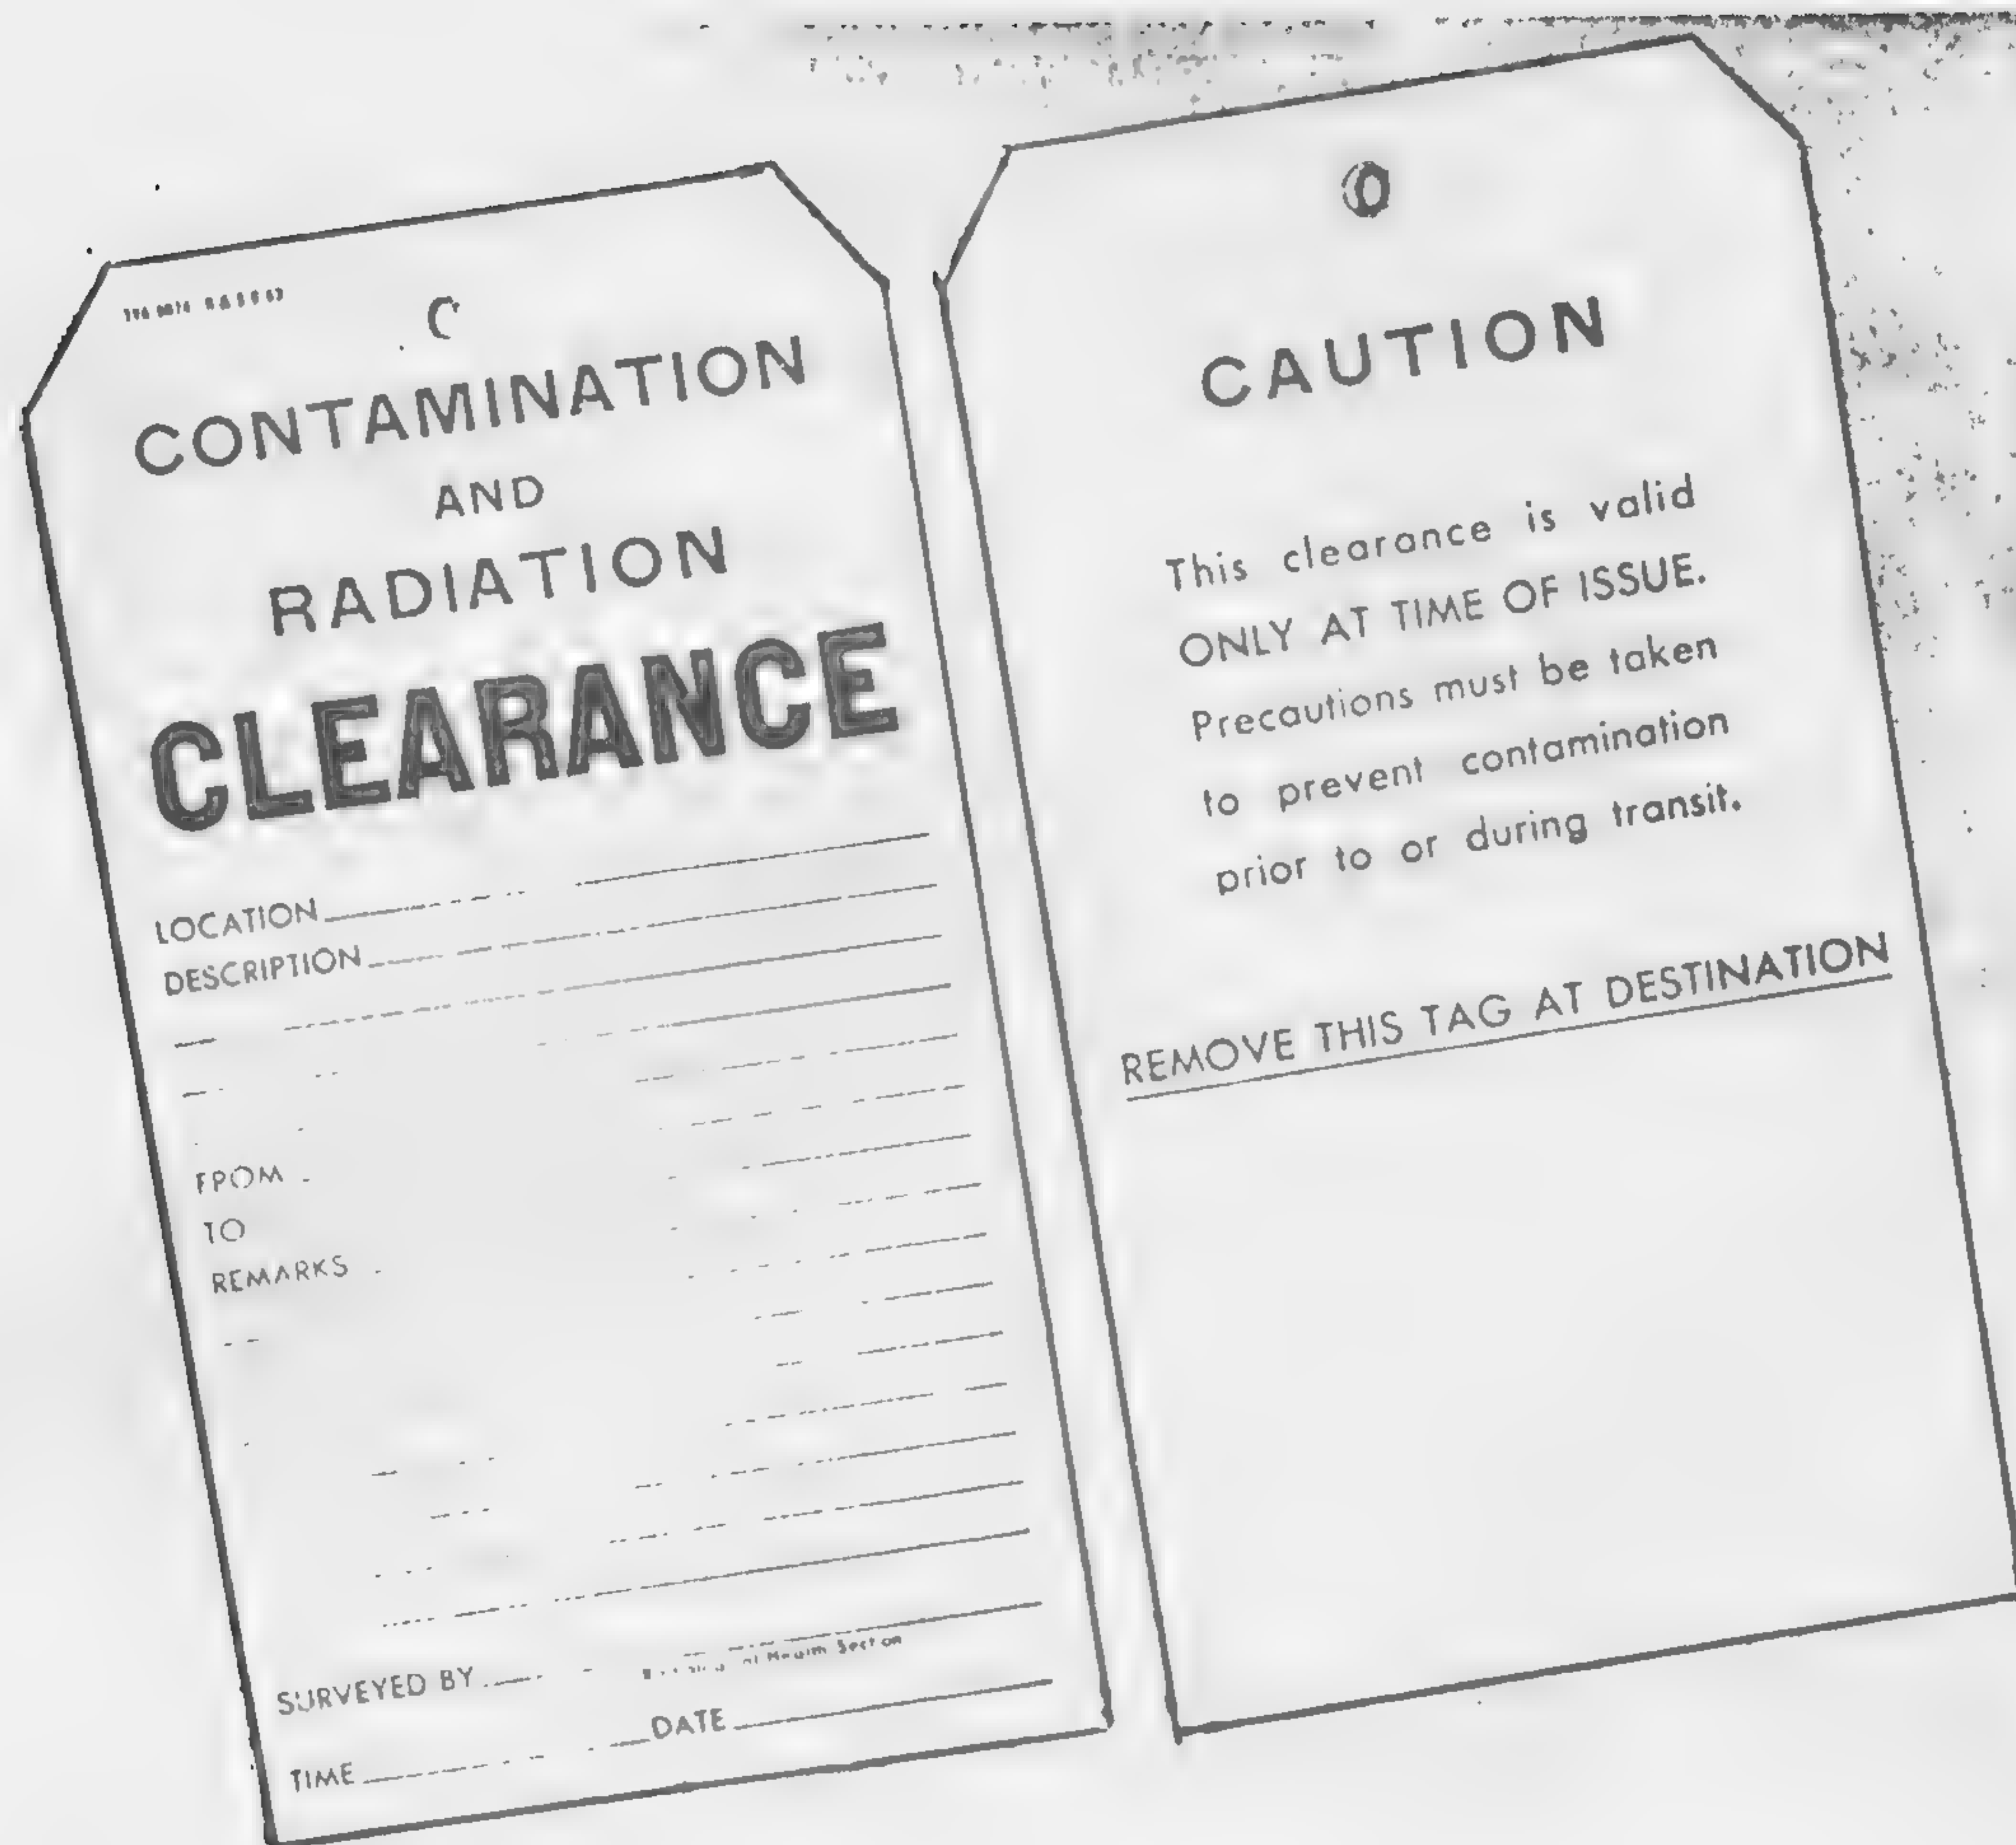 CONTAMINATION
AND
RADIATION
CLEARANCE
LOCATION
DESCRIPTION
FROM
TO
REMARKS
SURVEYED BY
Health Section
TIME DATE
CAUTION
This clearance is valid
ONLY AT TIME OF ISSUE.
Precautions must be taken
to prevent contamination
prior to or during transit.
REMOVE THIS TAG AT DESTINATION